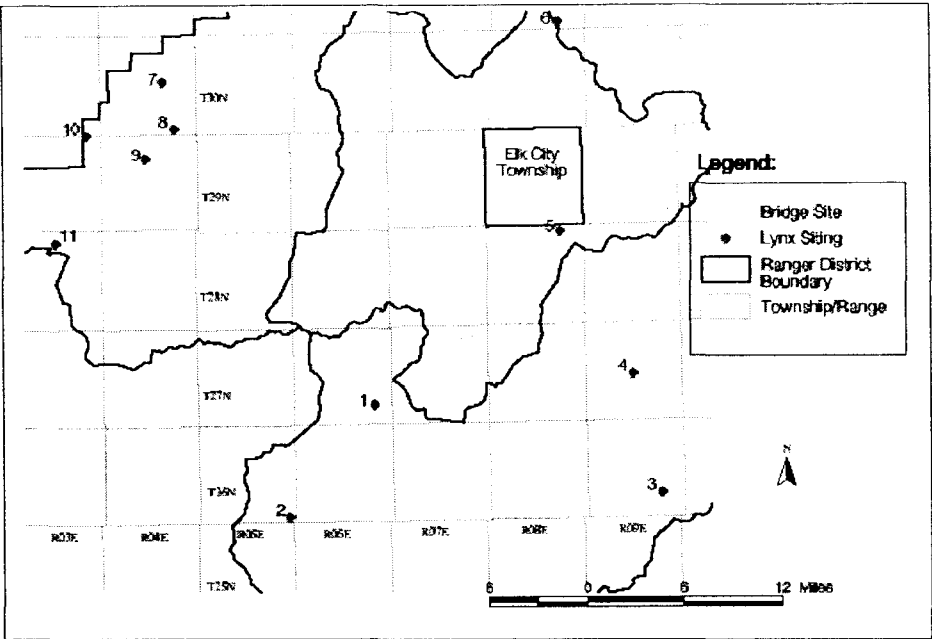 6
7
T30N
10
8
9
Elk City
Township
Legend:
T29N
Bridge Site
5
11
Lynx Siting
Ranger District
Boundary
T28N
Township/Range
4
T27N
1
N
3
T26N
2
R03E R04E R05E R06E R07E R08E R09E
T25N
6 0 6 12 Miles